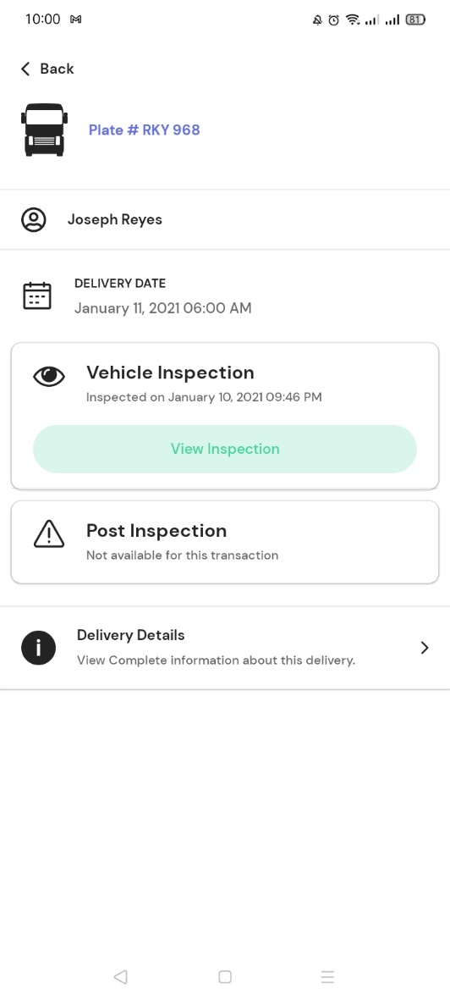 10:00
81
Back
Plate # RKY 968
Joseph Reyes
DELIVERY DATE
January 11, 2021 06:00 AM
Vehicle Inspection
Inspected on January 10, 2021 09:46 PM
View Inspection
Post Inspection
Not available for this transaction
Delivery Details
View Complete information about this delivery.